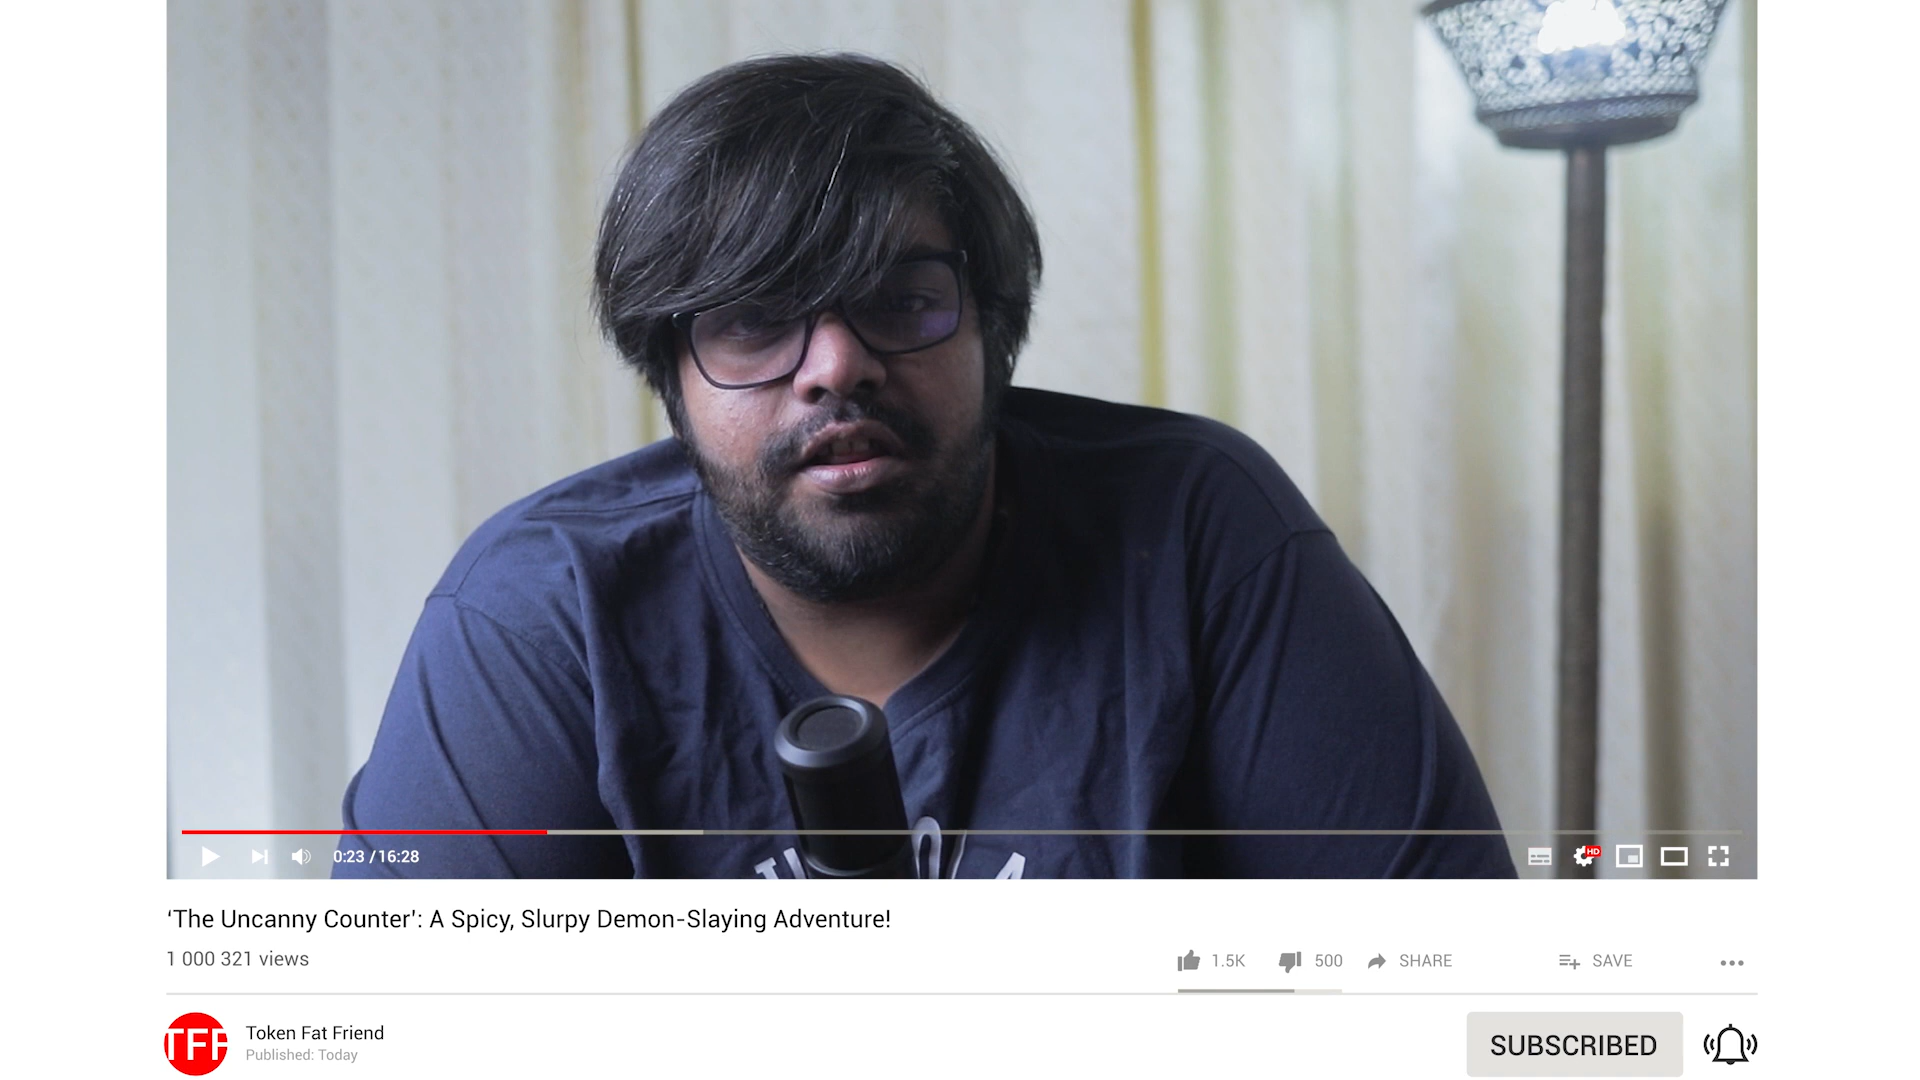 0:23 / 16:28
HD
'The Uncanny Counter': A Spicy, Slurpy Demon-Slaying Adventure!
1 000 321 views
1.5K
500
SHARE
SAVE
TFF
Token Fat Friend
Published: Today
SUBSCRIBED